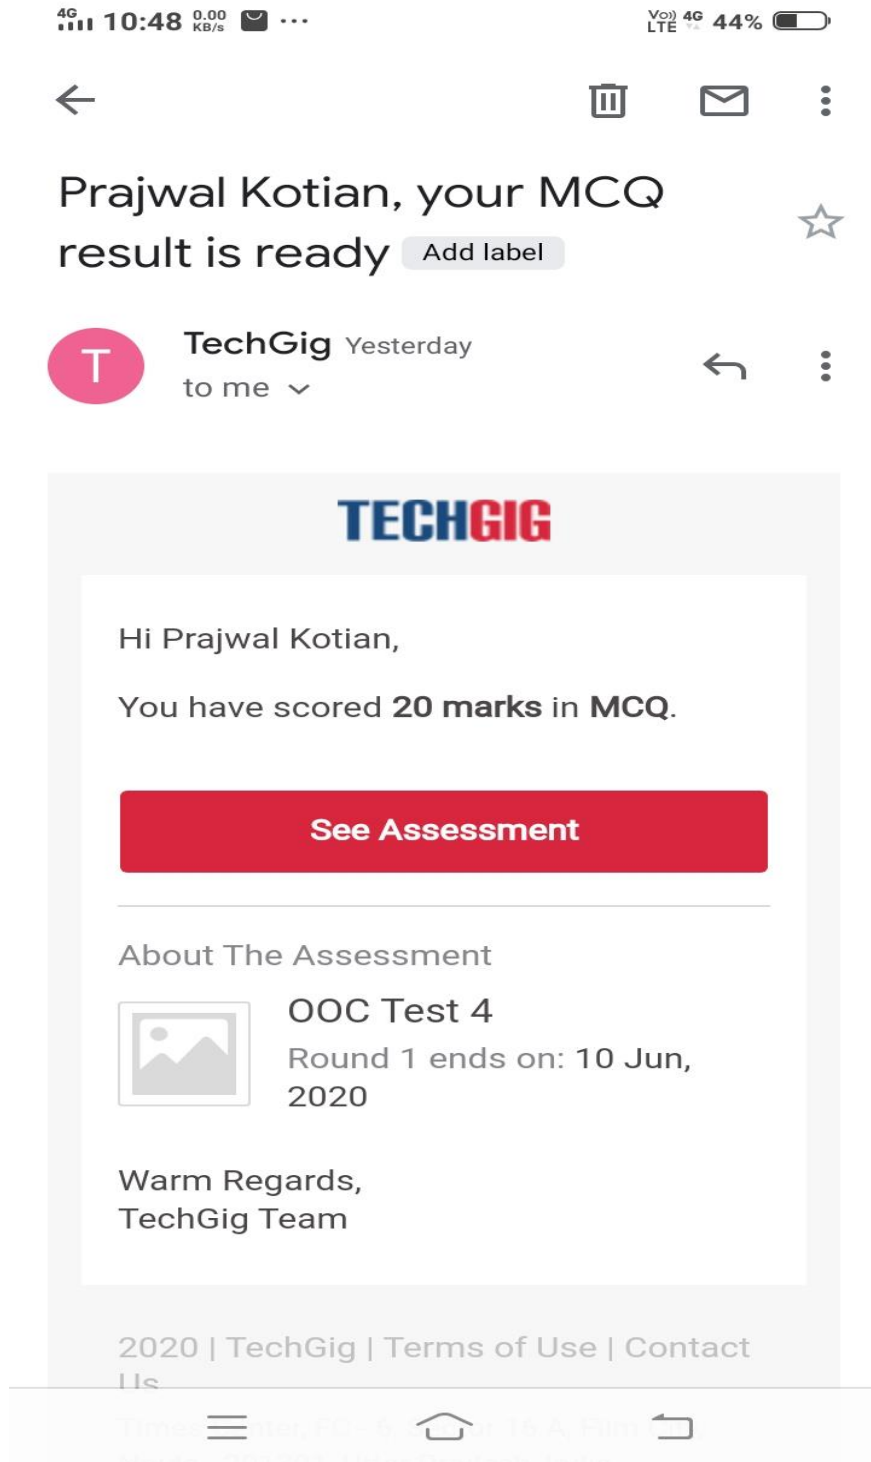 4G 10:48 0.00 KB/s ... Vo)) LTE 4G 44%
Prajwal Kotian, your MCQ
result is ready Add label
T TechGig Yesterday
to me
TECHGIG
Hi Prajwal Kotian,
You have scored 20 marks in MCQ.
See Assessment
About The Assessment
OOC Test 4
Round 1 ends on: 10 Jun,
2020
Warm Regards,
TechGig Team
2020 | TechGig | Terms of Use | Contact
Us